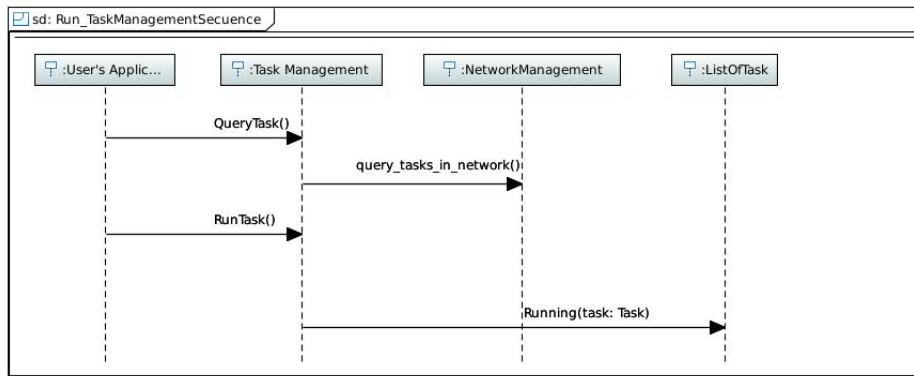 sd: Run_TaskManagementSecuence
:User's Applic...
:Task Management
:NetworkManagement
:ListOfTask
QueryTask()
query_tasks_in_network()
RunTask()
Running(task: Task)